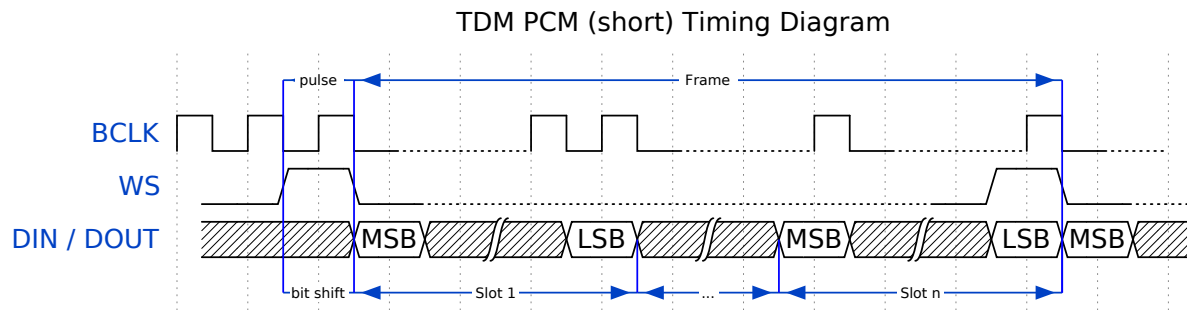 TDM PCM (short) Timing Diagram
pulse Frame
BCLK
WS
DIN / DOUT MSB LSB MSB LSB MSB
bit shift Slot 1 ... Slot n